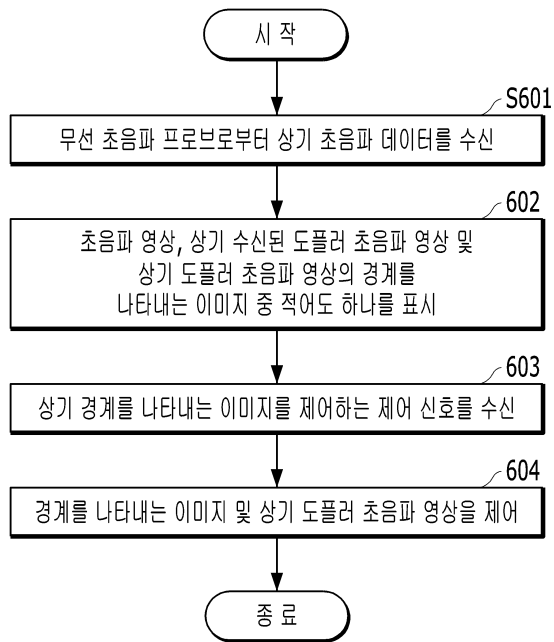 시 작
S601
무선 초음파 프로브로부터 상기 초음파 데이터를 수신
602
초음파 영상, 상기 수신된 도플러 초음파 영상 및
상기 도플러 초음파 영상의 경계를
나타내는 이미지 중 적어도 하나를 표시
603
상기 경계를 나타내는 이미지를 제어하는 제어 신호를 수신
604
경계를 나타내는 이미지 및 상기 도플러 초음파 영상을 제어
종 료